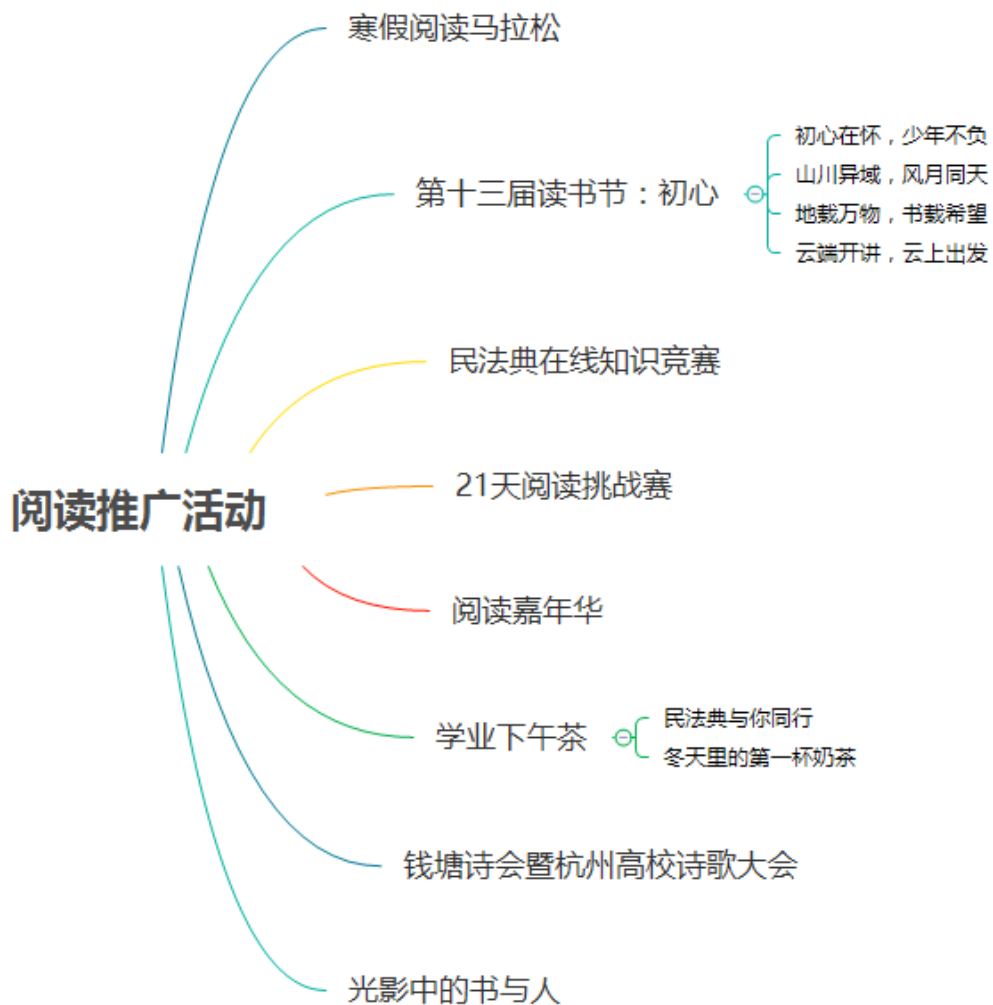 寒假阅读马拉松
第十三届读书节：初心
初心在怀，少年不负
山川异域，风月同天
地载万物，书载希望
云端开讲，云上出发
民法典在线知识竞赛
阅读推广活动
21天阅读挑战赛
阅读嘉年华
学业下午茶
民法典与你同行
冬天里的第一杯奶茶
钱塘诗会暨杭州高校诗歌大会
光影中的书与人